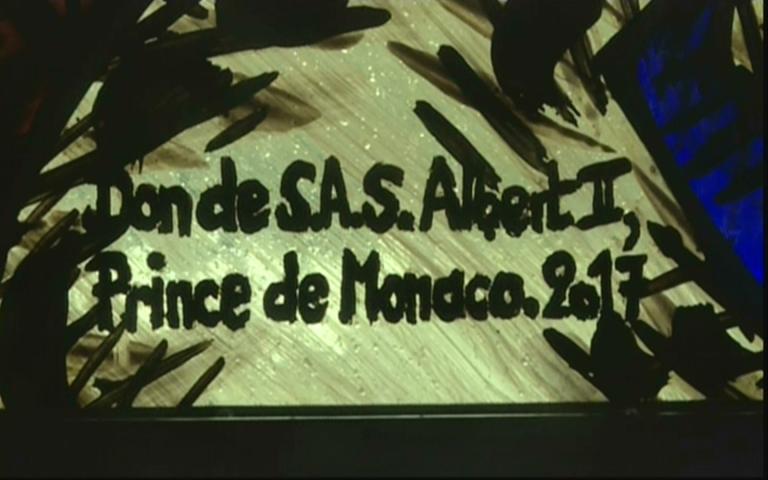 Don de S.A.S. Albert II,
Prince de Monaco. 2017